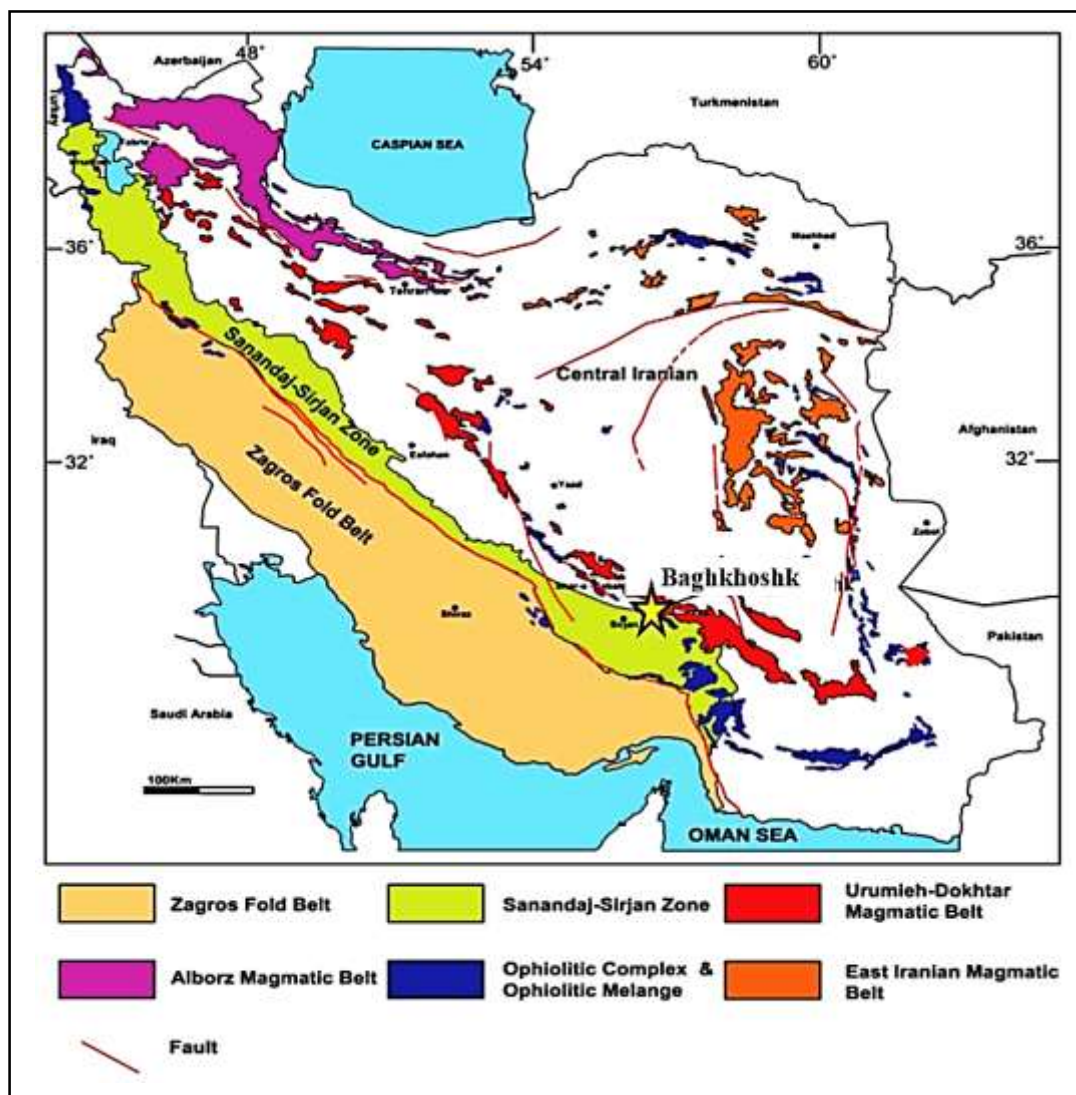 48°
54°
60°
Azerbaijan
Turkey
Turkmenistan
CASPIAN SEA
36°
36°
Mashhad
Tehran
Sanandaj-Sirjan Zone
Central Iranian
Iraq
Esfahan
Afghanistan
32°
32°
Zagros Fold Belt
Yazd
Zabol
Baghkhoshk
Shiraz
Sirjan
Pakistan
Saudi Arabia
PERSIAN
GULF
100Km
OMAN SEA
Zagros Fold Belt
Sanandaj-Sirjan Zone
Urumieh-Dokhtar
Magmatic Belt
Alborz Magmatic Belt
Ophiolitic Complex &
Ophiolitic Melange
East Iranian Magmatic
Belt
Fault